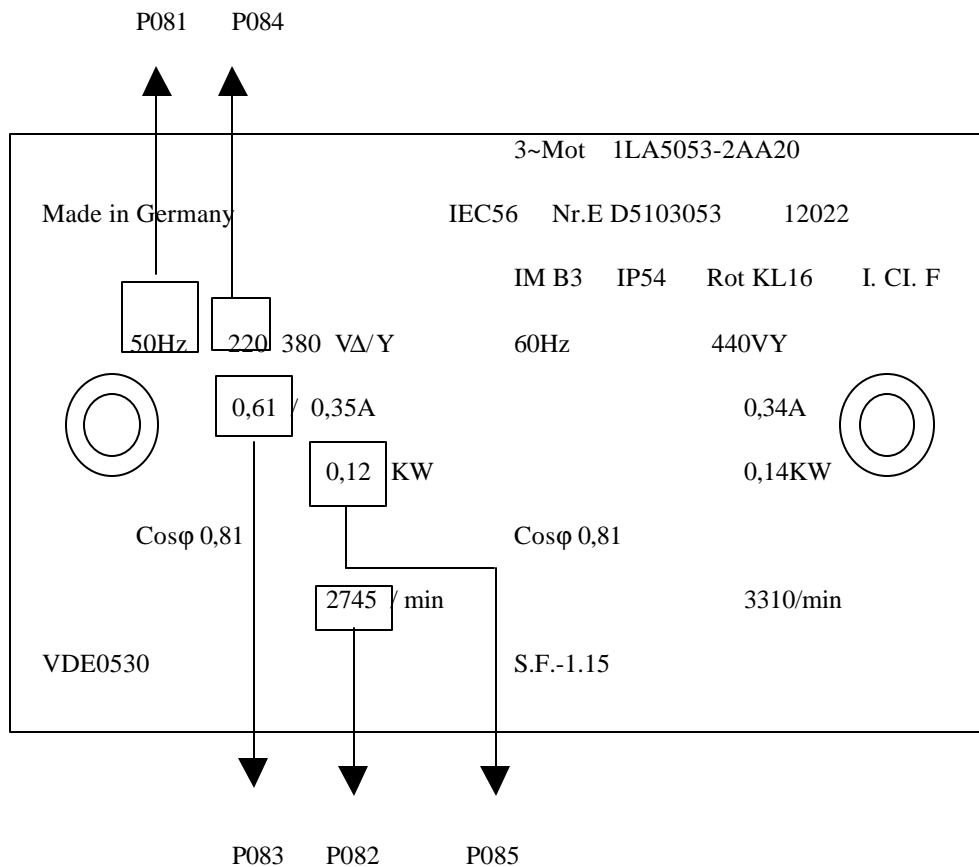 P081 P084
3~Mot 1LA5053-2AA20
Made in Germany IEC56 Nr.E D5103053 12022
IM B3 IP54 Rot KL16 I. CI. F
50Hz 220 380 VΔ/Y 60Hz 440VY
0,61 / 0,35A 0,34A
0,12 KW 0,14KW
Cosφ 0,81 Cosφ 0,81
2745 / min 3310/min
VDE0530 S.F.-1.15
P083 P082 P085